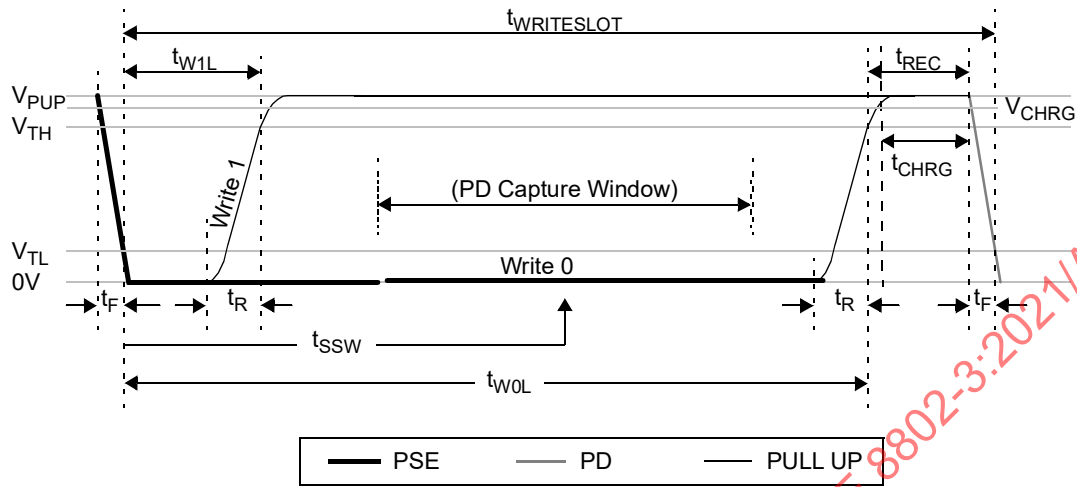 tWRITESLOT
tW1L
tREC
VPUP
VCHRG
VTH
tCHRG
Write 1
(PD Capture Window)
VTL
Write 0
0V
tF
tR
tR
tF
tSSW
tW0L
PSE
PD
PULL UP
8802-3:2021/